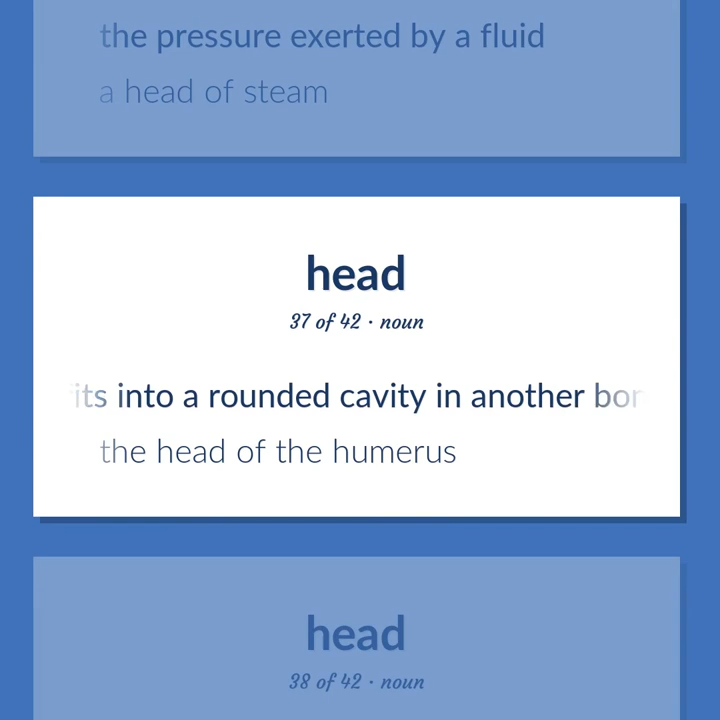 the pressure exerted by a fluid
a head of steam
head
37 of 42 · noun
into a rounded cavity in another
the head of the humerus
head
38 of 42 · noun